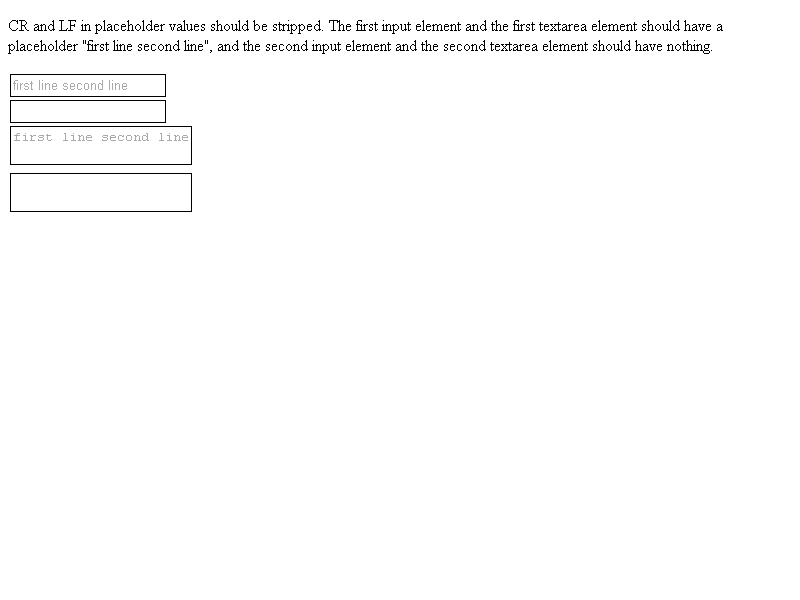 CR and LF in placeholder values should be stripped. The first input element and the first textarea element should have a
placeholder "first line second line", and the second input element and the second textarea element should have nothing.
first line second line
first line second line